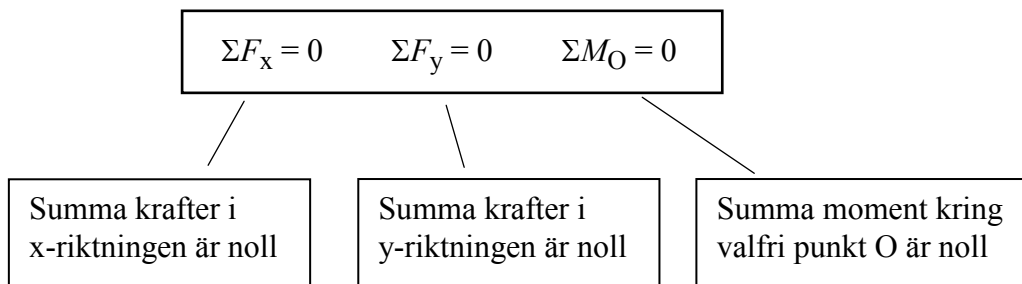 ΣFx = 0 ΣFy = 0 ΣMO = 0
Summa krafter i
x-riktningen är noll
Summa krafter i
y-riktningen är noll
Summa moment kring
valfri punkt O är noll